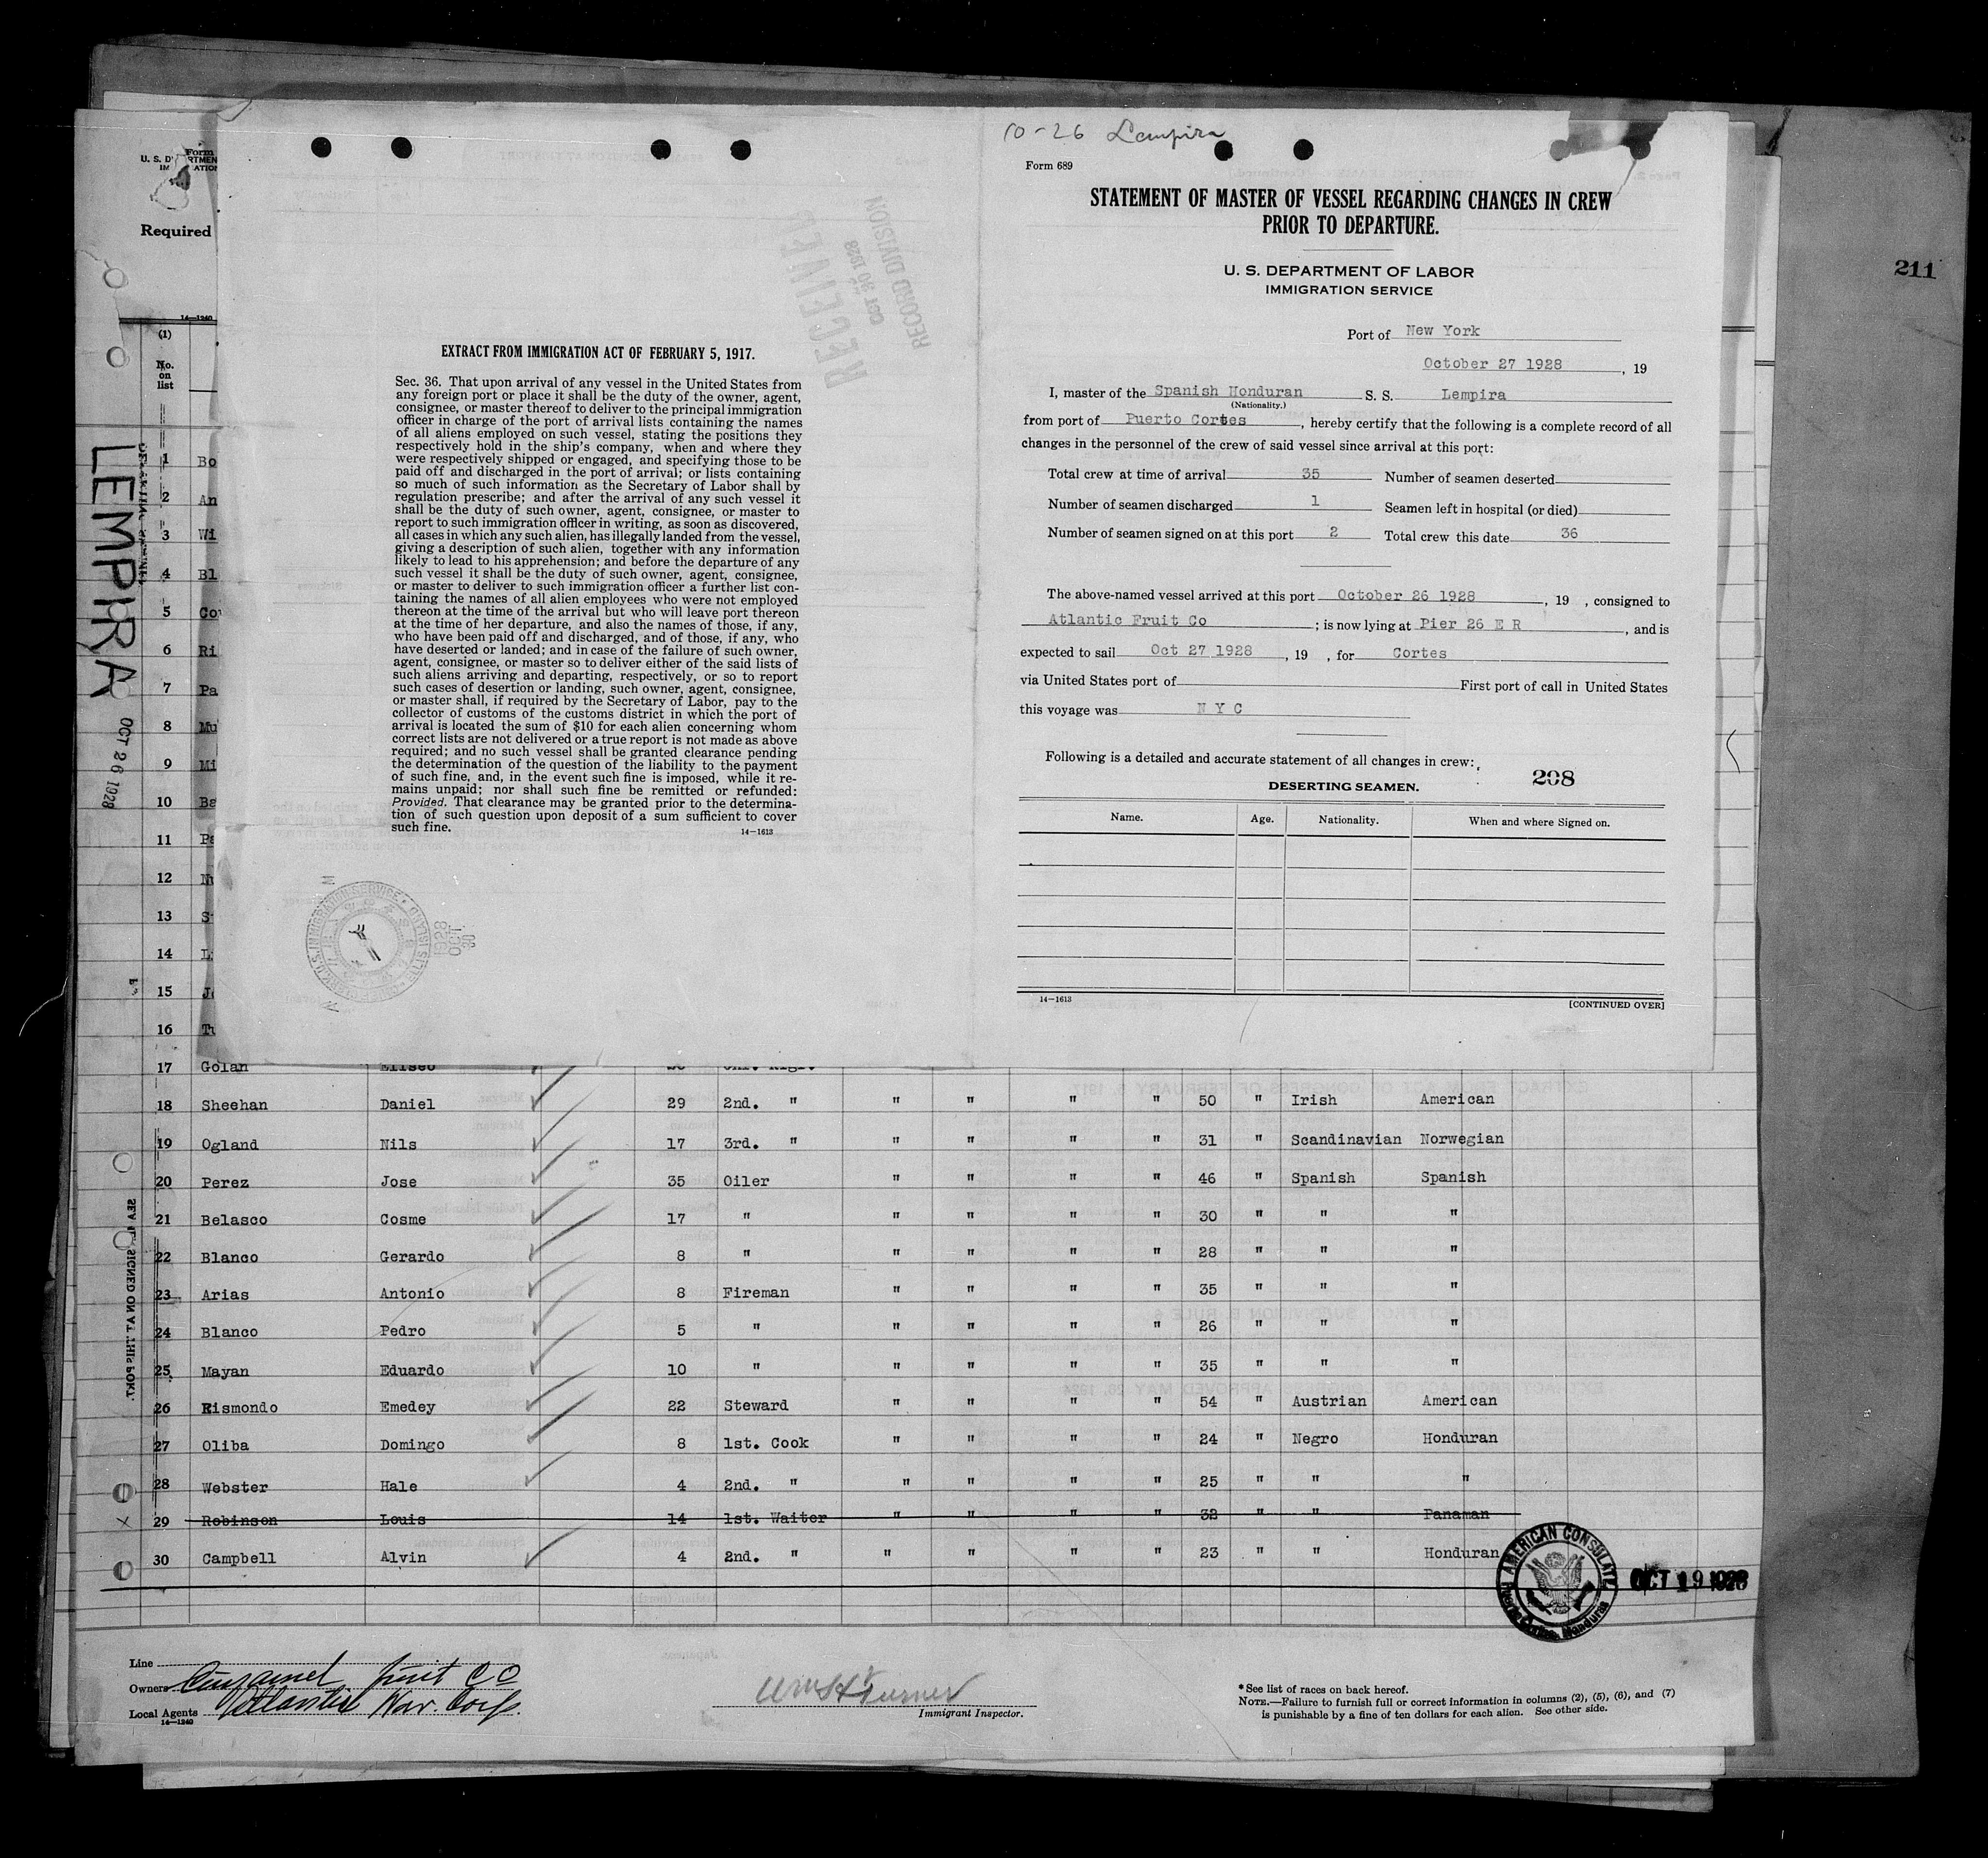 10-26 Lempira
Form 689
STATEMENT OF MASTER OF VESSEL REGARDING CHANGES IN CREW
PRIOR TO DEPARTURE.
U. S. DEPARTMENT OF LABOR
IMMIGRATION SERVICE
Port of New York
October 27 1928, 19
I, master of the Spanish Honduran S. S. Lempira
(Nationality.)
from port of Puerto Cortes, hereby certify that the following is a complete record of all
changes in the personnel of the crew of said vessel since arrival at this port:
Total crew at time of arrival 35 Number of seamen deserted
Number of seamen discharged 1 Seamen left in hospital (or died)
Number of seamen signed on at this port 2 Total crew this date 36
The above-named vessel arrived at this port October 26 1928, 19 , consigned to
Atlantic Fruit Co ; is now lying at Pier 26 E R, and is
expected to sail Oct 27 1928, 19 , for Cortes
via United States port of First port of call in United States
this voyage was N Y C
Following is a detailed and accurate statement of all changes in crew:
208
DESERTING SEAMEN.
Name. Age. Nationality. When and where Signed on.
14—1613 [CONTINUED OVER]
211
RECEIVED
OCT 30 1928
RECORD DIVISION
EXTRACT FROM IMMIGRATION ACT OF FEBRUARY 5, 1917.
Sec. 36. That upon arrival of any vessel in the United States from
any foreign port or place it shall be the duty of the owner, agent,
consignee, or master thereof to deliver to the principal immigration
officer in charge of the port of arrival lists containing the names
of all aliens employed on such vessel, stating the positions they
respectively hold in the ship's company, when and where they
were respectively shipped or engaged, and specifying those to be
paid off and discharged in the port of arrival; or lists containing
so much of such information as the Secretary of Labor shall by
regulation prescribe; and after the arrival of any such vessel it
shall be the duty of such owner, agent, consignee, or master to
report to such immigration officer in writing, as soon as discovered,
all cases in which any such alien, has illegally landed from the vessel,
giving a description of such alien, together with any information
likely to lead to his apprehension; and before the departure of any
such vessel it shall be the duty of such owner, agent, consignee,
or master to deliver to such immigration officer a further list con-
taining the names of all alien employees who were not employed
thereon at the time of the arrival but who will leave port thereon
at the time of her departure, and also the names of those, if any,
who have been paid off and discharged, and of those, if any, who
have deserted or landed; and in case of the failure of such owner,
agent, consignee, or master so to deliver either of the said lists of
such aliens arriving and departing, respectively, or so to report
such cases of desertion or landing, such owner, agent, consignee,
or master shall, if required by the Secretary of Labor, pay to the
collector of customs of the customs district in which the port of
arrival is located the sum of $10 for each alien concerning whom
correct lists are not delivered or a true report is not made as above
required; and no such vessel shall be granted clearance pending
the determination of the question of the liability to the payment
of such fine, and, in the event such fine is imposed, while it re-
mains unpaid; nor shall such fine be remitted or refunded:
Provided. That clearance may be granted prior to the determina-
tion of such question upon deposit of a sum sufficient to cover
such fine. 14—1613
1928
OCT
30
Form
U. S. D
Required
14—1240
(1)
No.
on
list
LEMPIRA
OCT 26 1928
1 Bo
2 An
3 Wi
4 Bl
5 Co
6 Ri
7 Pa
8 Mu
9 Mi
10 Ba
11
12
13 S
14 L
15 J
16 Tu
17 Golan Eliseo
18 Sheehan Daniel 29 2nd. " " " " " 50 " Irish American
19 Ogland Nils 17 3rd. " " " " " 31 " Scandinavian Norwegian
20 Perez Jose 35 Oiler " " " " 46 " Spanish Spanish
21 Belasco Cosme 17 " " " " " 30 " " "
22 Blanco Gerardo 8 " " " " " 28 " " "
23 Arias Antonio 8 Fireman " " " " 35 " " "
24 Blanco Pedro 5 " " " " " 26 " " "
25 Mayan Eduardo 10 " " " " " 35 " " "
26 Rismondo Emedey 22 Steward " " " " 54 " Austrian American
27 Oliba Domingo 8 1st. Cook " " " " 24 " Negro Honduran
28 Webster Hale 4 2nd. " " " " " 25 " " "
29 Robinson Louis 14 1st. Waiter " " " " 32 " " Panaman
30 Campbell Alvin 4 2nd. " " " " " 23 " " Honduran
AMERICAN CONSULATE
OCT 19 1928
Line
Owners Cuyamel fruit Co
Local Agents Atlantic Nav. Corp.
14—1240
Wm H Turner
Immigrant Inspector.
* See list of races on back hereof.
NOTE.—Failure to furnish full or correct information in columns (2), (5), (6), and (7)
is punishable by a fine of ten dollars for each alien. See other side.